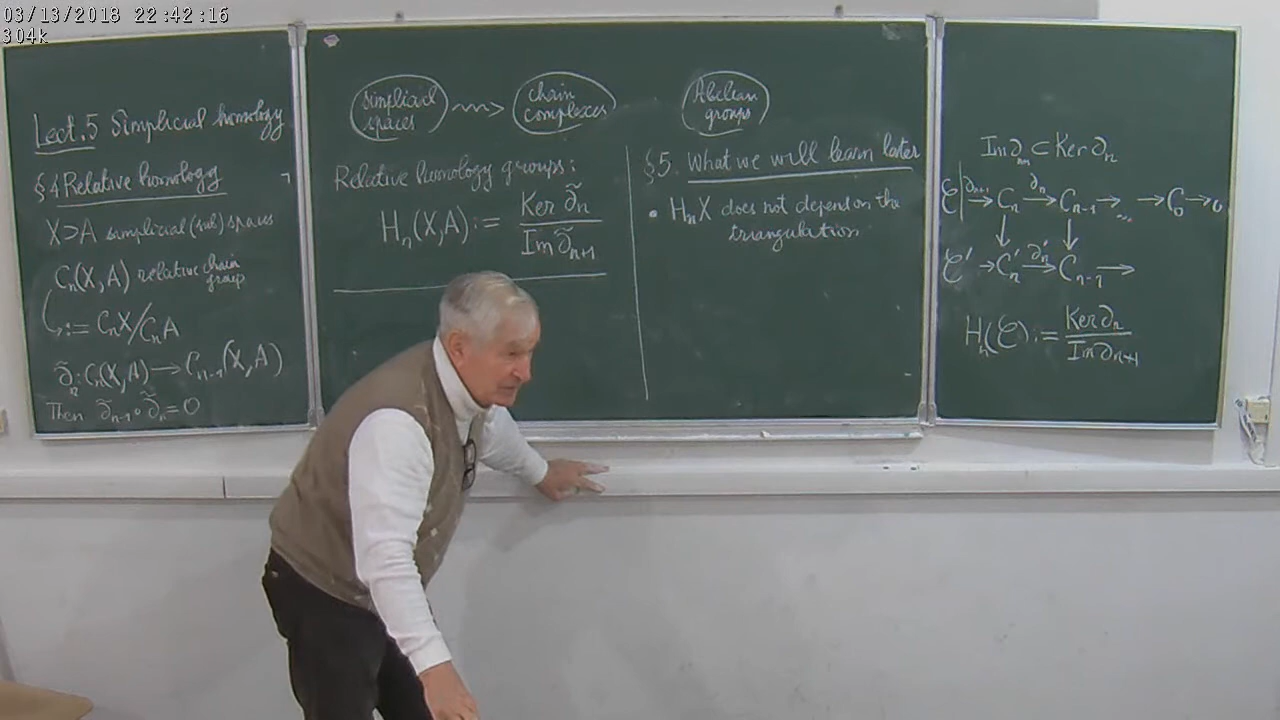 03/13/2018 22:42:16
304k
Lect.5 Simplicial homology
§4 Relative homology
X⊃A simplicial (sub) spaces
Cₙ(X,A) relative chain group
:= CₙX/CₙA
∂̃ₙ: Cₙ(X,A) → Cₙ₋₁(X,A)
Then ∂̃ₙ₋₁∘∂̃ₙ=0
simplicial spaces ⇝ chain complexes
Abelian groups
Relative homology groups:
Hₙ(X,A) := Ker ∂̃ₙ / Im ∂̃ₙ₊₁
§5. What we will learn later
• HₙX does not depend on the
triangulation
Im ∂ₙ₊₁ ⊂ Ker ∂ₙ
𝒞 | ∂ₙ₊₁ → Cₙ ∂ₙ → Cₙ₋₁ → ... → C₀ → 0
𝒞' → C'ₙ ∂'ₙ → C'ₙ₋₁ →
Hₙ(𝒞) := Ker ∂ₙ / Im ∂ₙ₊₁